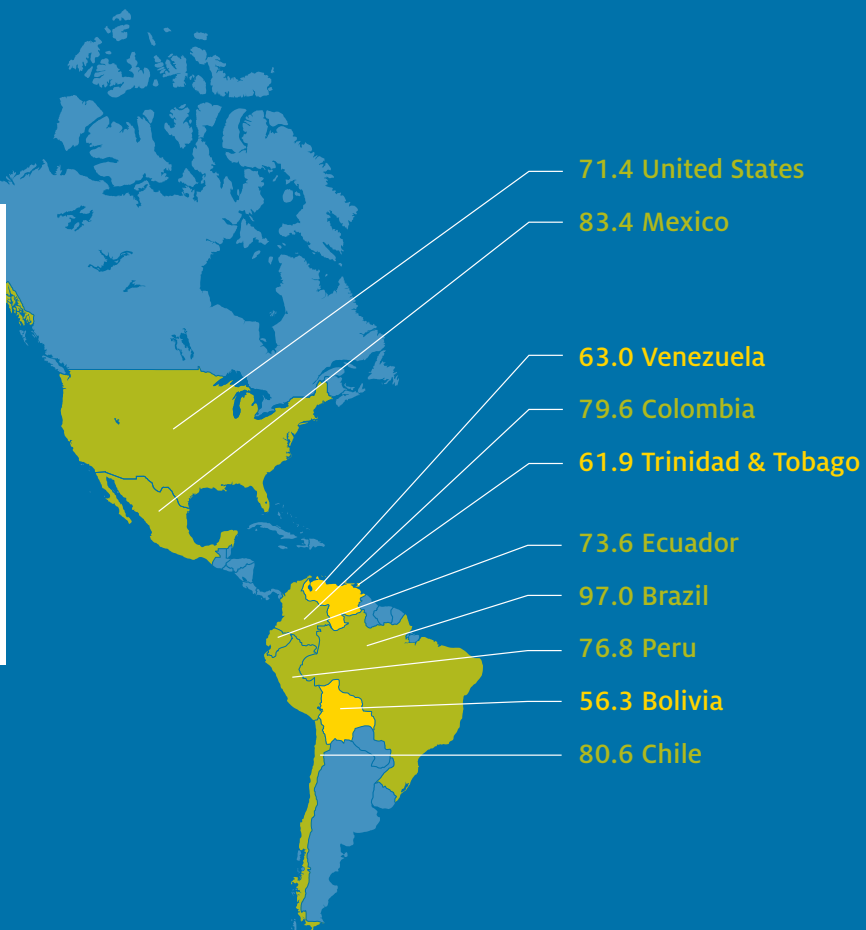 71.4 United States
83.4 Mexico
63.0 Venezuela
79.6 Colombia
61.9 Trinidad & Tobago
73.6 Ecuador
97.0 Brazil
76.8 Peru
56.3 Bolivia
80.6 Chile